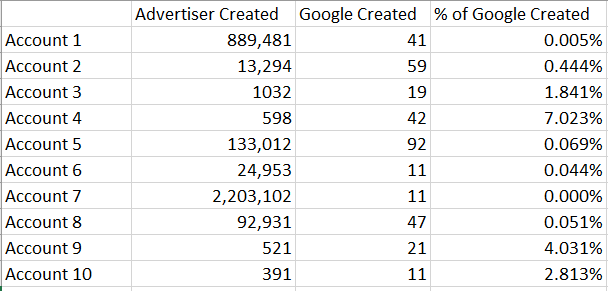 Advertiser Created Google Created % of Google Created
Account 1 889,481 41 0.005%
Account 2 13,294 59 0.444%
Account 3 1032 19 1.841%
Account 4 598 42 7.023%
Account 5 133,012 92 0.069%
Account 6 24,953 11 0.044%
Account 7 2,203,102 11 0.000%
Account 8 92,931 47 0.051%
Account 9 521 21 4.031%
Account 10 391 11 2.813%